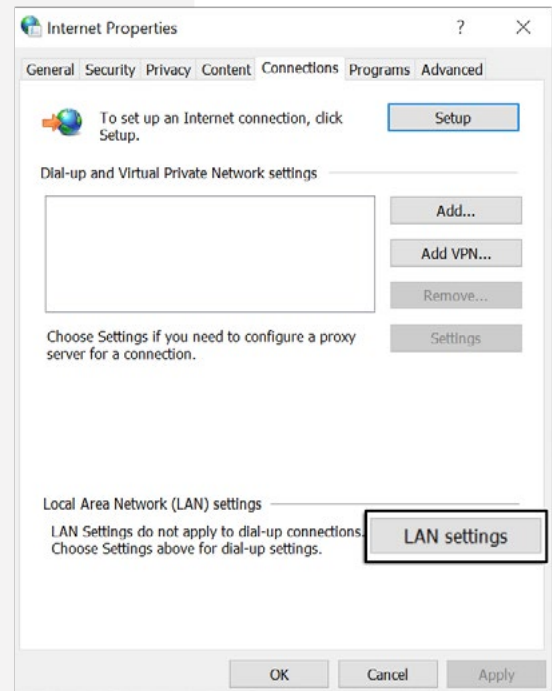 Internet Properties
?
General Security Privacy Content Connections Programs Advanced
To set up an Internet connection, click
Setup.
Setup
Dial-up and Virtual Private Network settings
Add...
Add VPN...
Remove...
Choose Settings if you need to configure a proxy
server for a connection.
Settings
Local Area Network (LAN) settings
LAN Settings do not apply to dial-up connections.
Choose Settings above for dial-up settings.
LAN settings
OK Cancel Apply